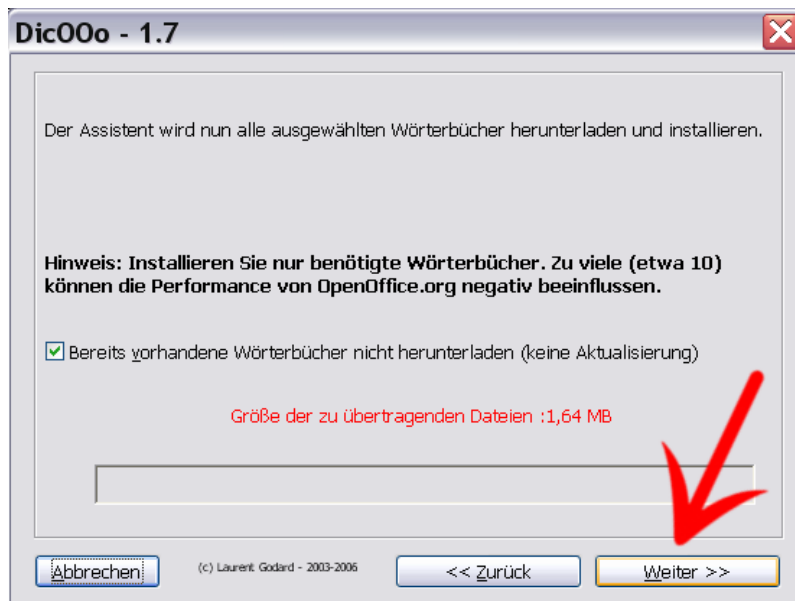 DicOOo - 1.7
Der Assistent wird nun alle ausgewählten Wörterbücher herunterladen und installieren.
Hinweis: Installieren Sie nur benötigte Wörterbücher. Zu viele (etwa 10)
können die Performance von OpenOffice.org negativ beeinflussen.
Bereits vorhandene Wörterbücher nicht herunterladen (keine Aktualisierung)
Größe der zu übertragenden Dateien :1,64 MB
Abbrechen (c) Laurent Godard - 2003-2006 << Zurück Weiter >>